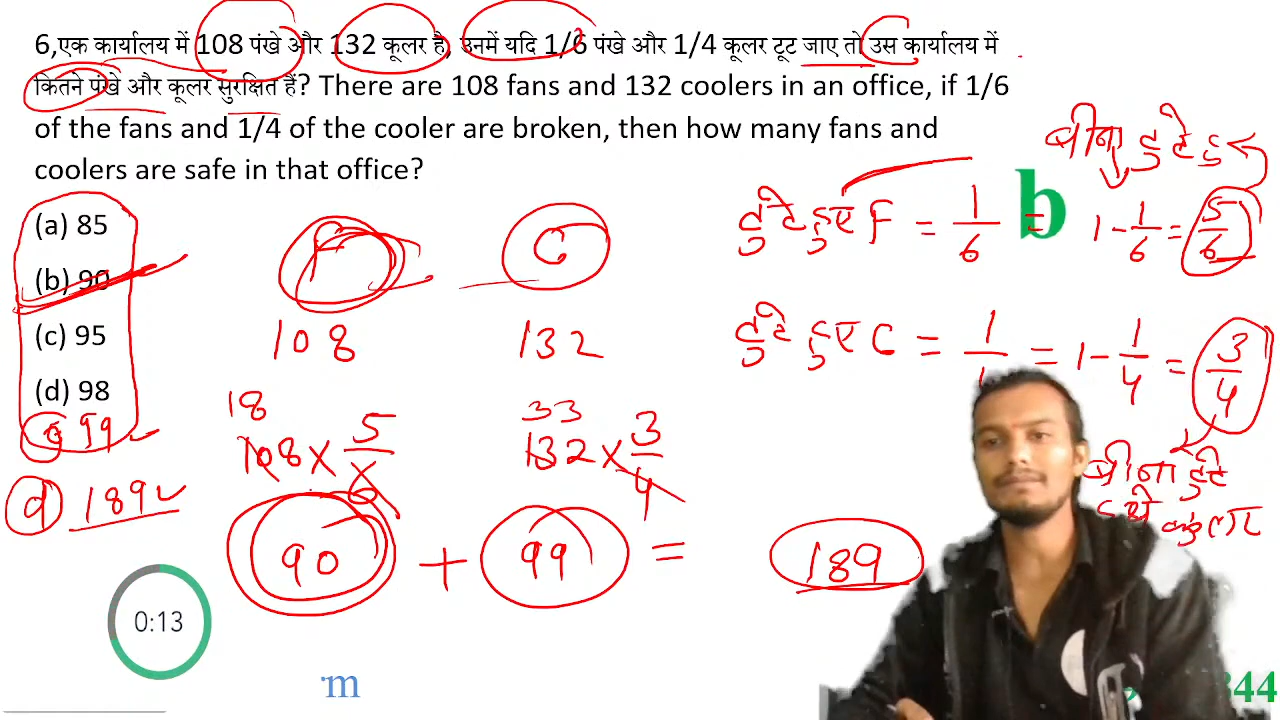 6,एक कार्यालय में 108 पंखे और 132 कूलर है, उनमें यदि 1/6 पंखे और 1/4 कूलर टूट जाए तो उस कार्यालय में
कितने पंखे और कूलर सुरक्षित हैं? There are 108 fans and 132 coolers in an office, if 1/6
of the fans and 1/4 of the cooler are broken, then how many fans and
coolers are safe in that office?
(a) 85
(b) 90
(c) 95
(d) 98
99
d 189
F
C
108
132
18
108 × 5/6
33
132 × 3/4
90 + 99 = 189
बीना टुटे हु
टुटे हुए F = 1/6 = 1 - 1/6 = 5/6
b
टुटे हुए C = 1/ = 1 - 1/4 = 3/4
बीना टुटे
कुलर
0:13
m
44